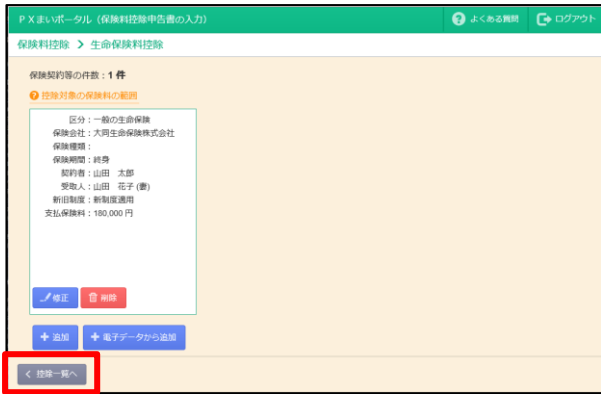 PXまいポータル（保険料控除申告書の入力）
よくある質問 ログアウト
保険料控除 > 生命保険料控除
保険契約等の件数：1 件
控除対象の保険料の範囲
区分：一般の生命保険
保険会社：大同生命保険株式会社
保険種類：
保険期間：終身
契約者：山田　太郎
受取人：山田　花子 (妻)
新旧制度：新制度適用
支払保険料：180,000 円
修正 削除
+ 追加 + 電子データから追加
< 控除一覧へ